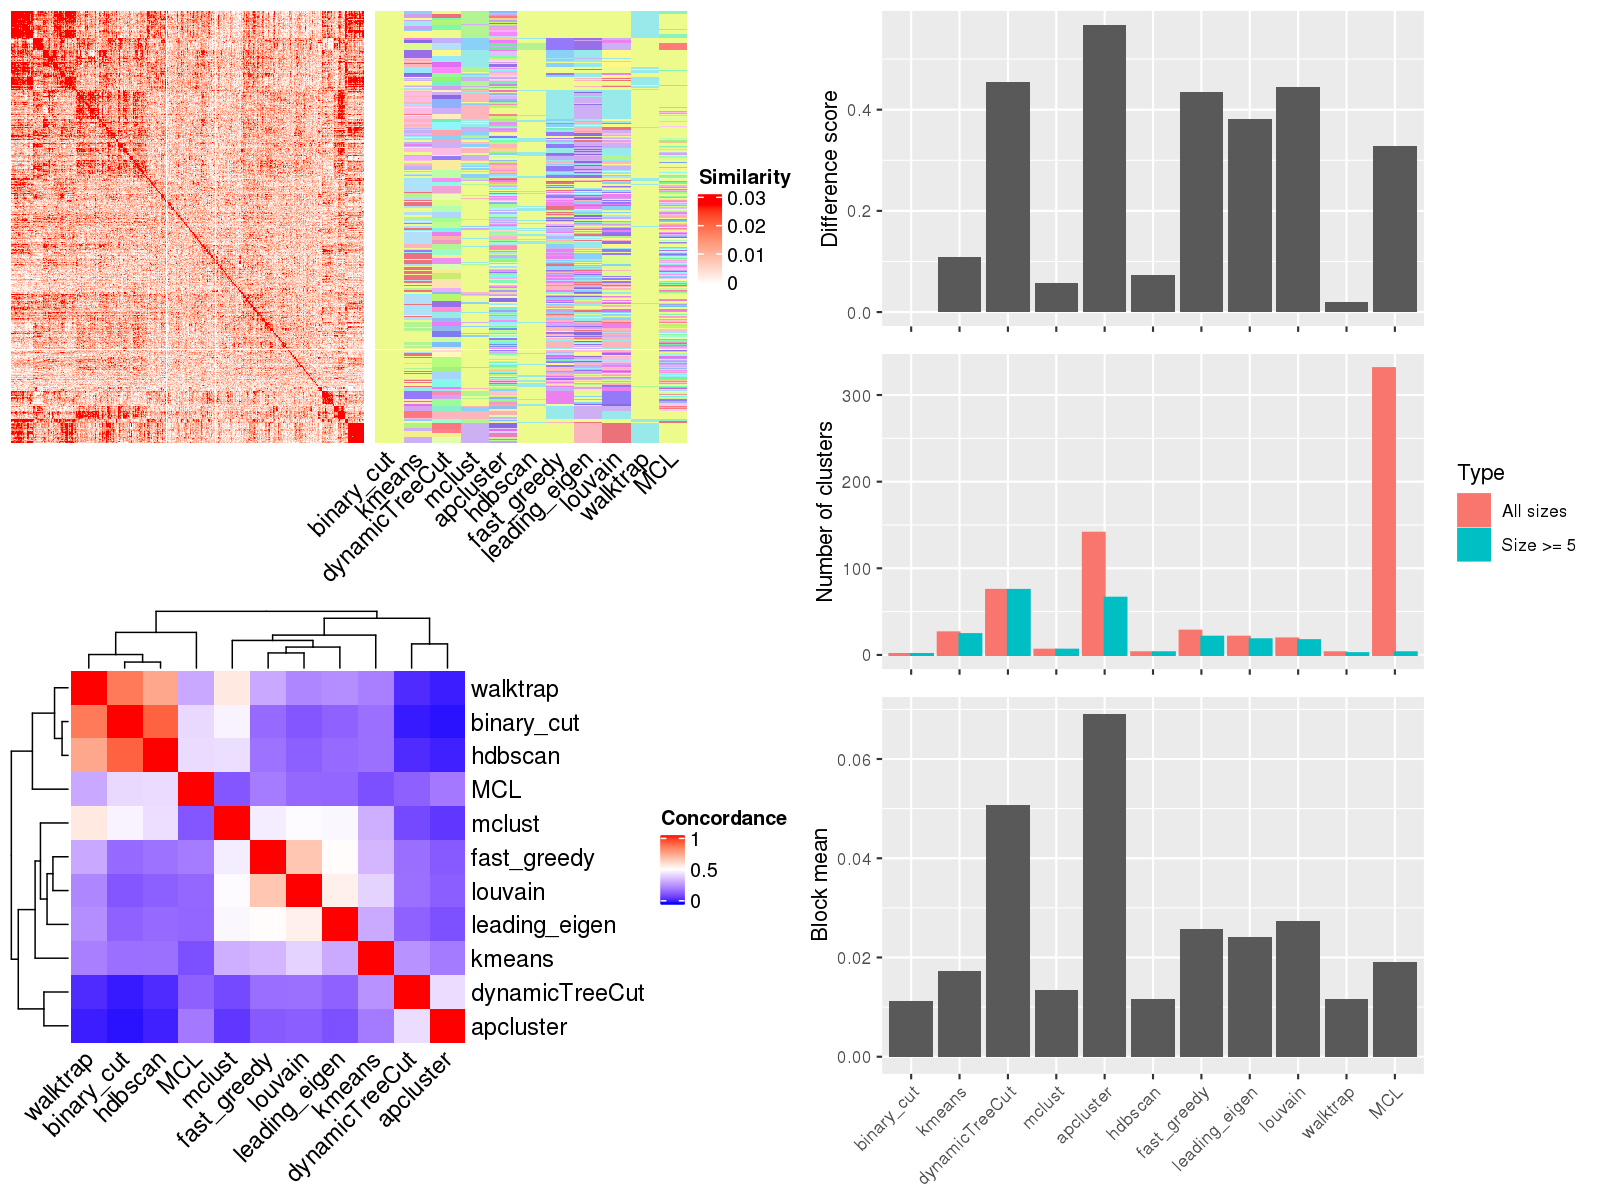 Similarity
0.03
0.02
0.01
0
binary_cut
kmeans
dynamicTreeCut
mclust
apcluster
hdbscan
fast_greedy
leading_eigen
louvain
walktrap
MCL
walktrap
binary_cut
hdbscan
MCL
mclust
fast_greedy
louvain
leading_eigen
kmeans
dynamicTreeCut
apcluster
walktrap
binary_cut
hdbscan
MCL
mclust
fast_greedy
louvain
leading_eigen
kmeans
dynamicTreeCut
apcluster
Concordance
1
0.5
0
Difference score
0.4
0.2
0.0
Number of clusters
300
200
100
0
Type
All sizes
Size >= 5
Block mean
0.06
0.04
0.02
0.00
binary_cut
kmeans
dynamicTreeCut
mclust
apcluster
hdbscan
fast_greedy
leading_eigen
louvain
walktrap
MCL